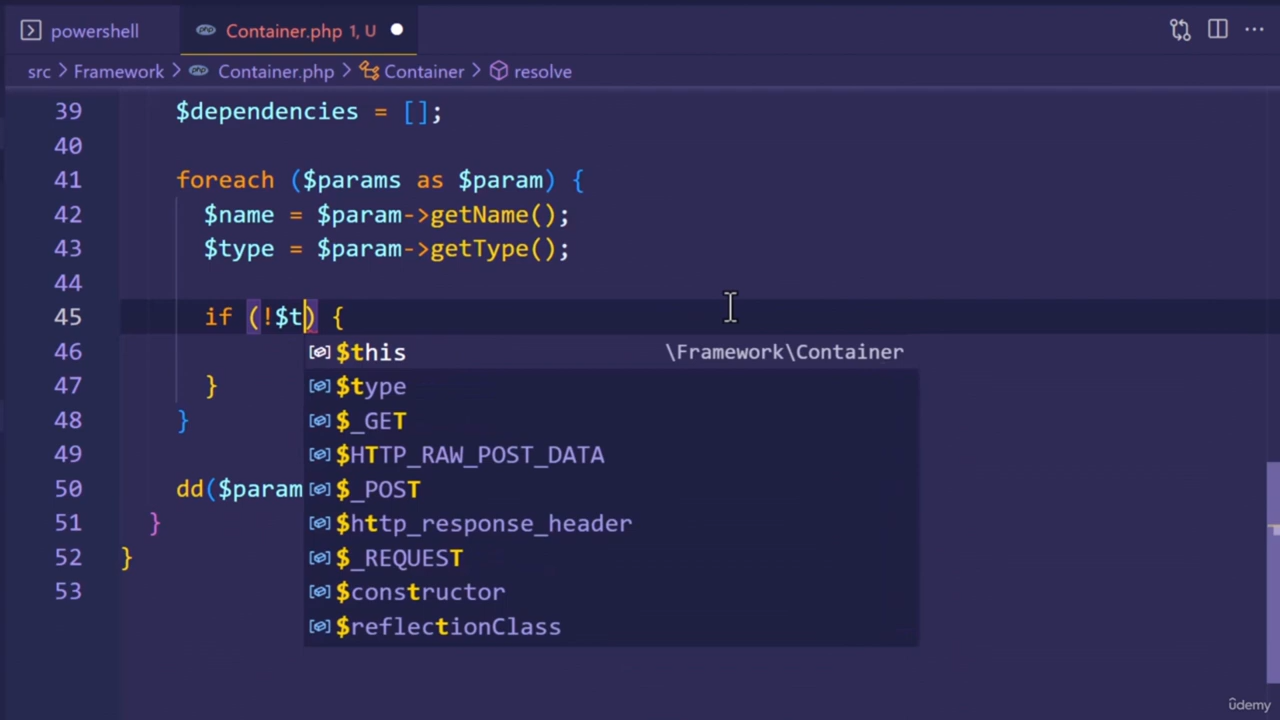 powershell Container.php 1, U
src > Framework > Container.php > Container > resolve
39 $dependencies = [];
40
41 foreach ($params as $param) {
42 $name = $param->getName();
43 $type = $param->getType();
44
45 if (!$t) {
46 $this \Framework\Container
$type
47 }
48 }
$_GET
49 $HTTP_RAW_POST_DATA
50 dd($param
$_POST
51 }
$http_response_header
52 }
$_REQUEST
53 $constructor
$reflectionClass
ûdemy